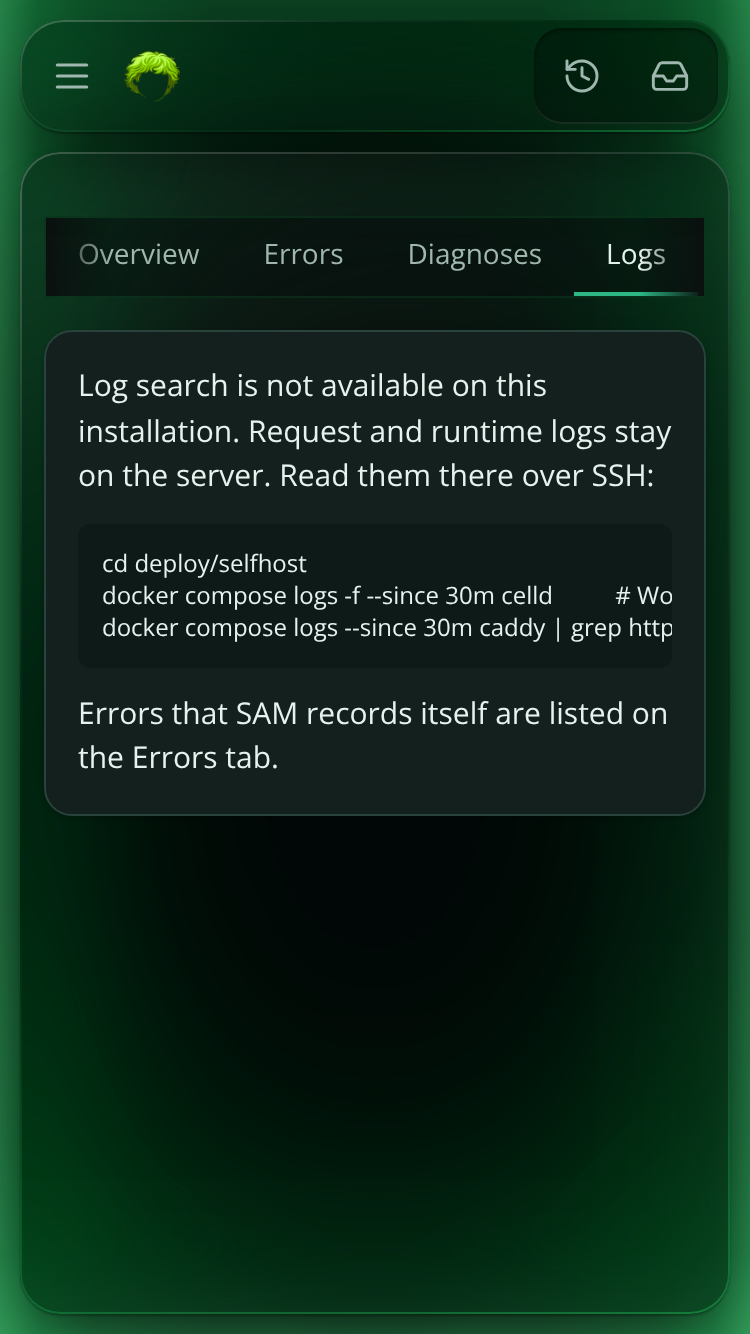 Overview Errors Diagnoses Logs
Log search is not available on this
installation. Request and runtime logs stay
on the server. Read them there over SSH:
cd deploy/selfhost
docker compose logs -f --since 30m celld # Wo
docker compose logs --since 30m caddy | grep http
Errors that SAM records itself are listed on
the Errors tab.